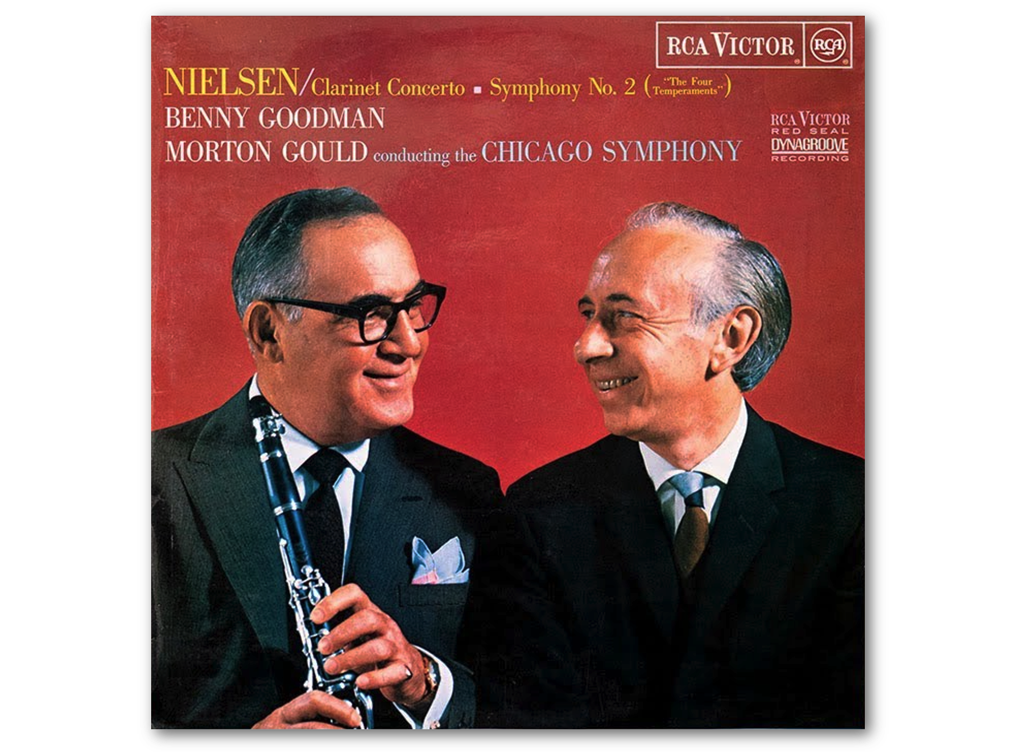 RCA VICTOR RCA
NIELSEN/Clarinet Concerto ▪ Symphony No. 2 ("The Four Temperaments")
BENNY GOODMAN
MORTON GOULD conducting the CHICAGO SYMPHONY
RCA VICTOR
RED SEAL
DYNAGROOVE
RECORDING